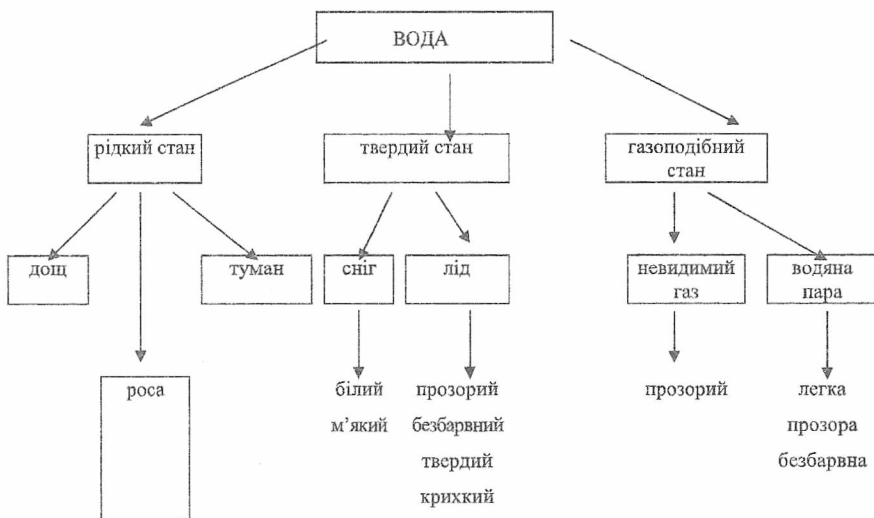 ВОДА
рідкий стан
твердий стан
газоподібний
стан
дощ
туман
сніг
лід
невидимий
газ
водяна
пара
роса
білий
м’який
прозорий
безбарвний
твердий
крихкий
прозорий
легка
прозора
безбарвна